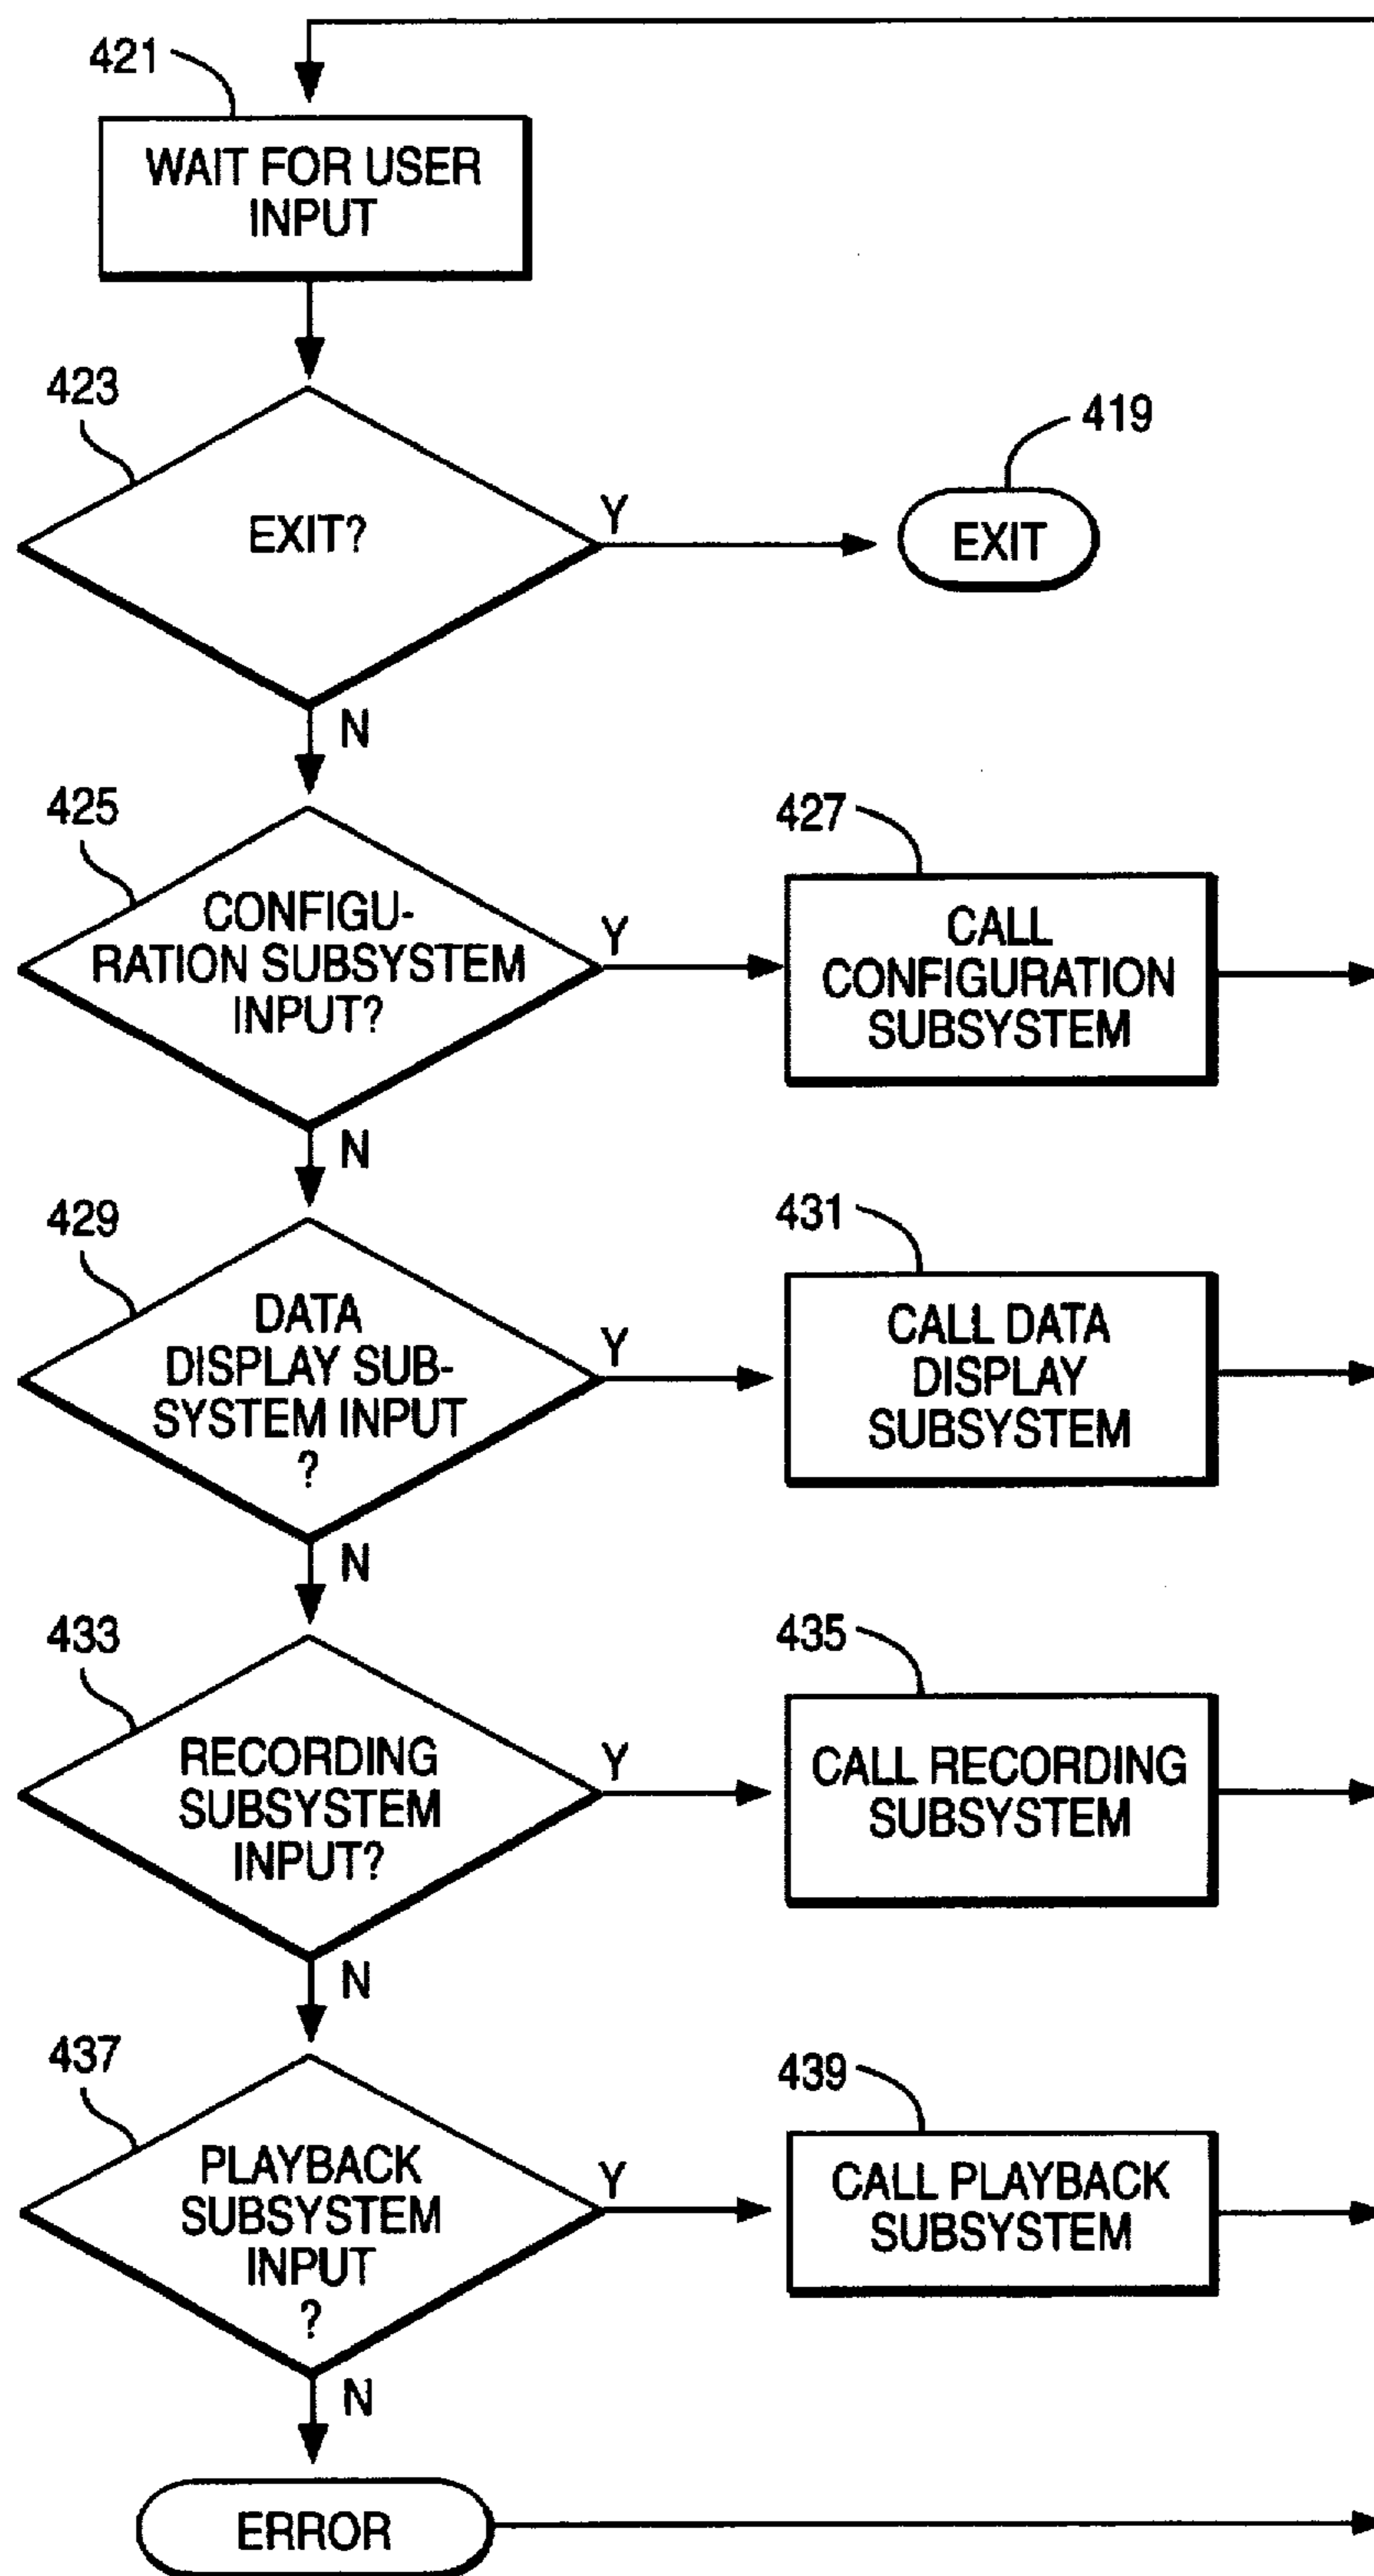 421
WAIT FOR USER
INPUT
423
EXIT?
Y
419
EXIT
N
425
CONFIGU-
RATION SUBSYSTEM
INPUT?
Y
427
CALL
CONFIGURATION
SUBSYSTEM
N
429
DATA
DISPLAY SUB-
SYSTEM INPUT
?
Y
431
CALL DATA
DISPLAY
SUBSYSTEM
N
433
RECORDING
SUBSYSTEM
INPUT?
Y
435
CALL RECORDING
SUBSYSTEM
N
437
PLAYBACK
SUBSYSTEM
INPUT
?
Y
439
CALL PLAYBACK
SUBSYSTEM
N
ERROR